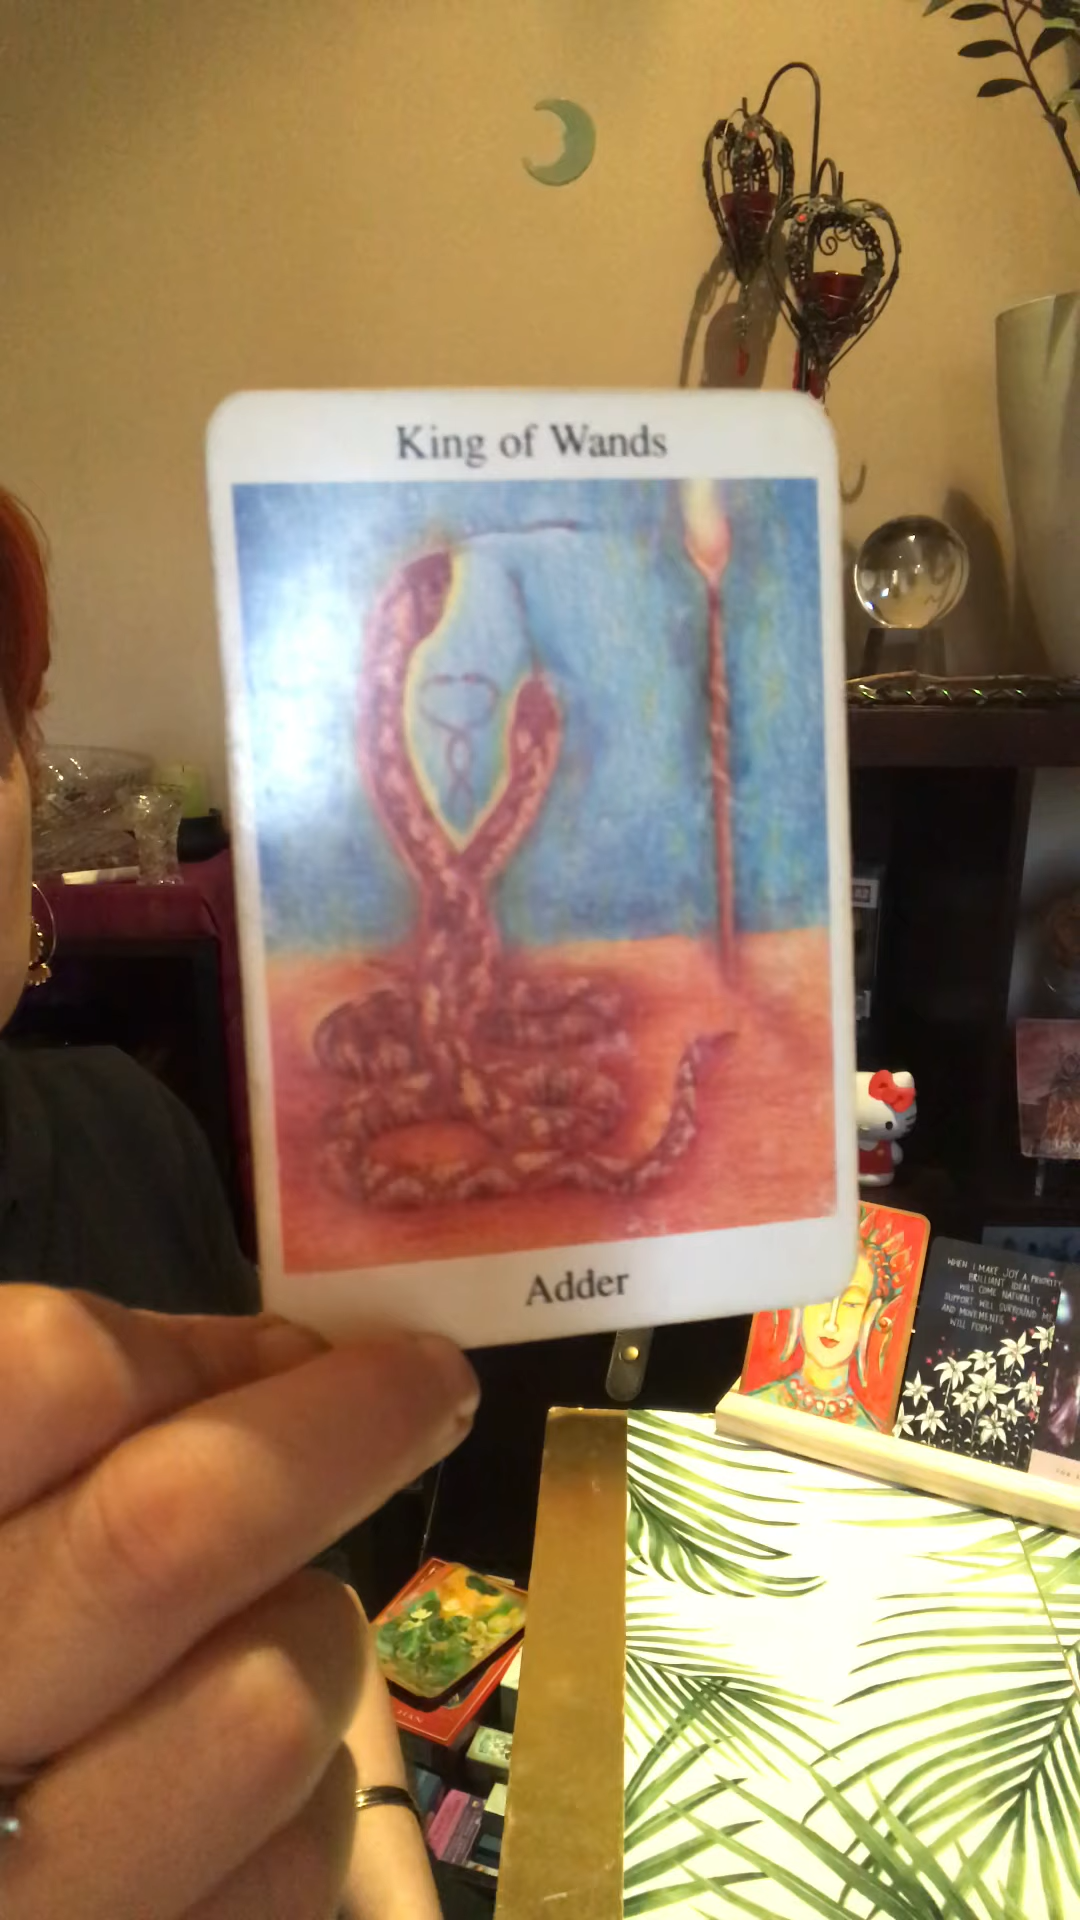 King of Wands
Adder
WHEN I MAKE JOY A PRIORITY,
BRILLIANT IDEAS
WILL COME NATURALLY,
SUPPORT WILL SURROUND ME
AND MOVEMENTS
WILL FORM